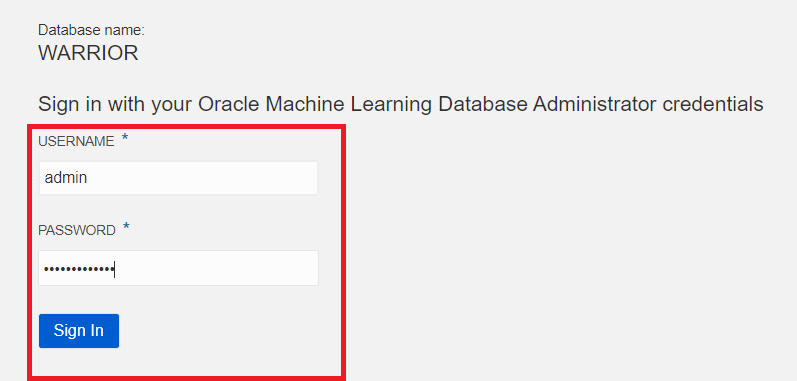 Database name:
WARRIOR
Sign in with your Oracle Machine Learning Database Administrator credentials
USERNAME *
admin
PASSWORD *
•••••••••••••
Sign In